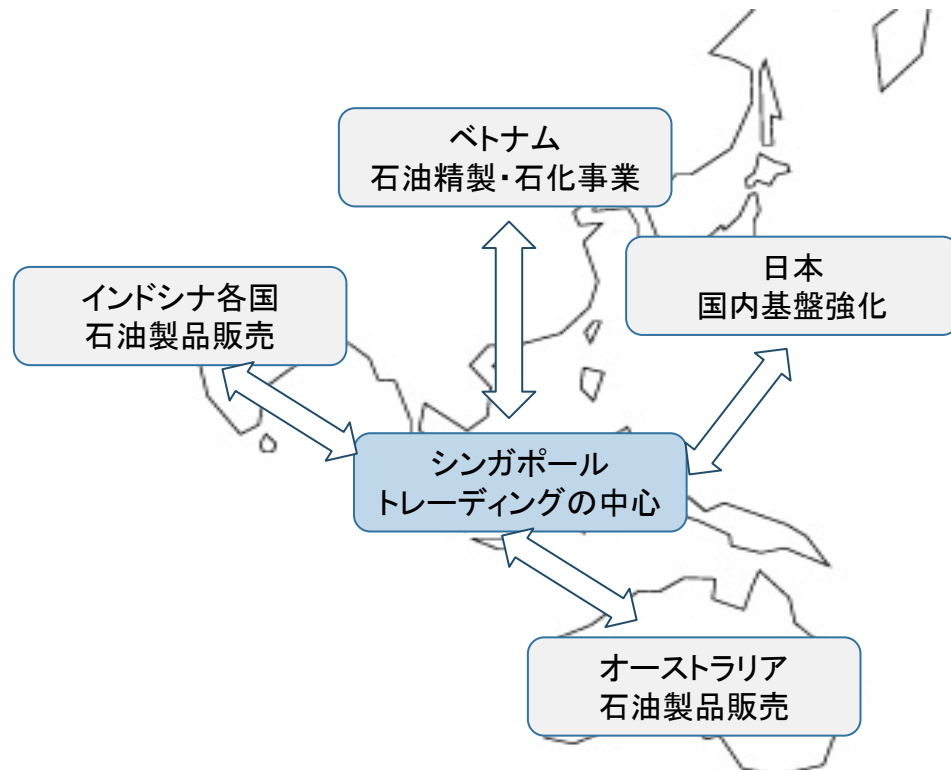 ベトナム
石油精製・石化事業
日本
国内基盤強化
インドシナ各国
石油製品販売
シンガポール
トレーディングの中心
オーストラリア
石油製品販売